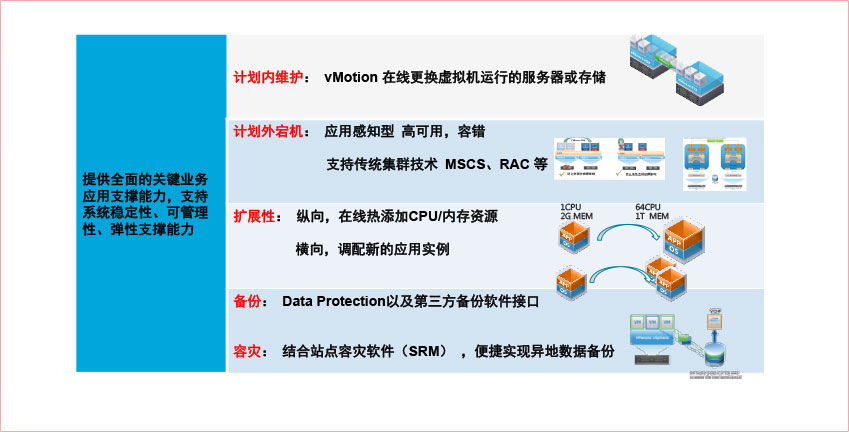 提供全面的关键业务
应用支撑能力，支持
系统稳定性、可管理
性、弹性支撑能力
计划内维护： vMotion 在线更换虚拟机运行的服务器或存储
计划外宕机： 应用感知型 高可用，容错
支持传统集群技术 MSCS、RAC 等
扩展性： 纵向，在线热添加CPU/内存资源
横向，调配新的应用实例
1CPU
2G MEM
64CPU
1T MEM
APP
OS
APP
OS
APP
OS
APP
OS
备份： Data Protection以及第三方备份软件接口
容灾： 结合站点容灾软件（SRM），便捷实现异地数据备份